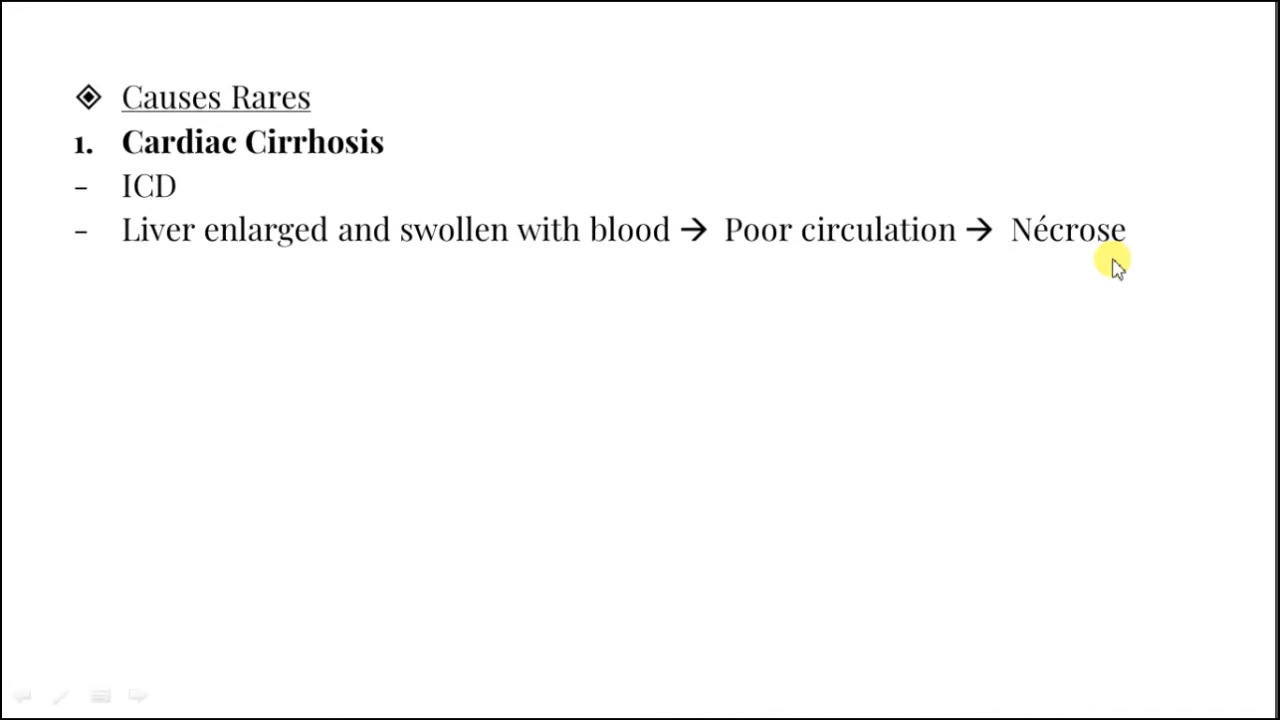 ◈ Causes Rares
1. Cardiac Cirrhosis
- ICD
- Liver enlarged and swollen with blood → Poor circulation → Nécrose